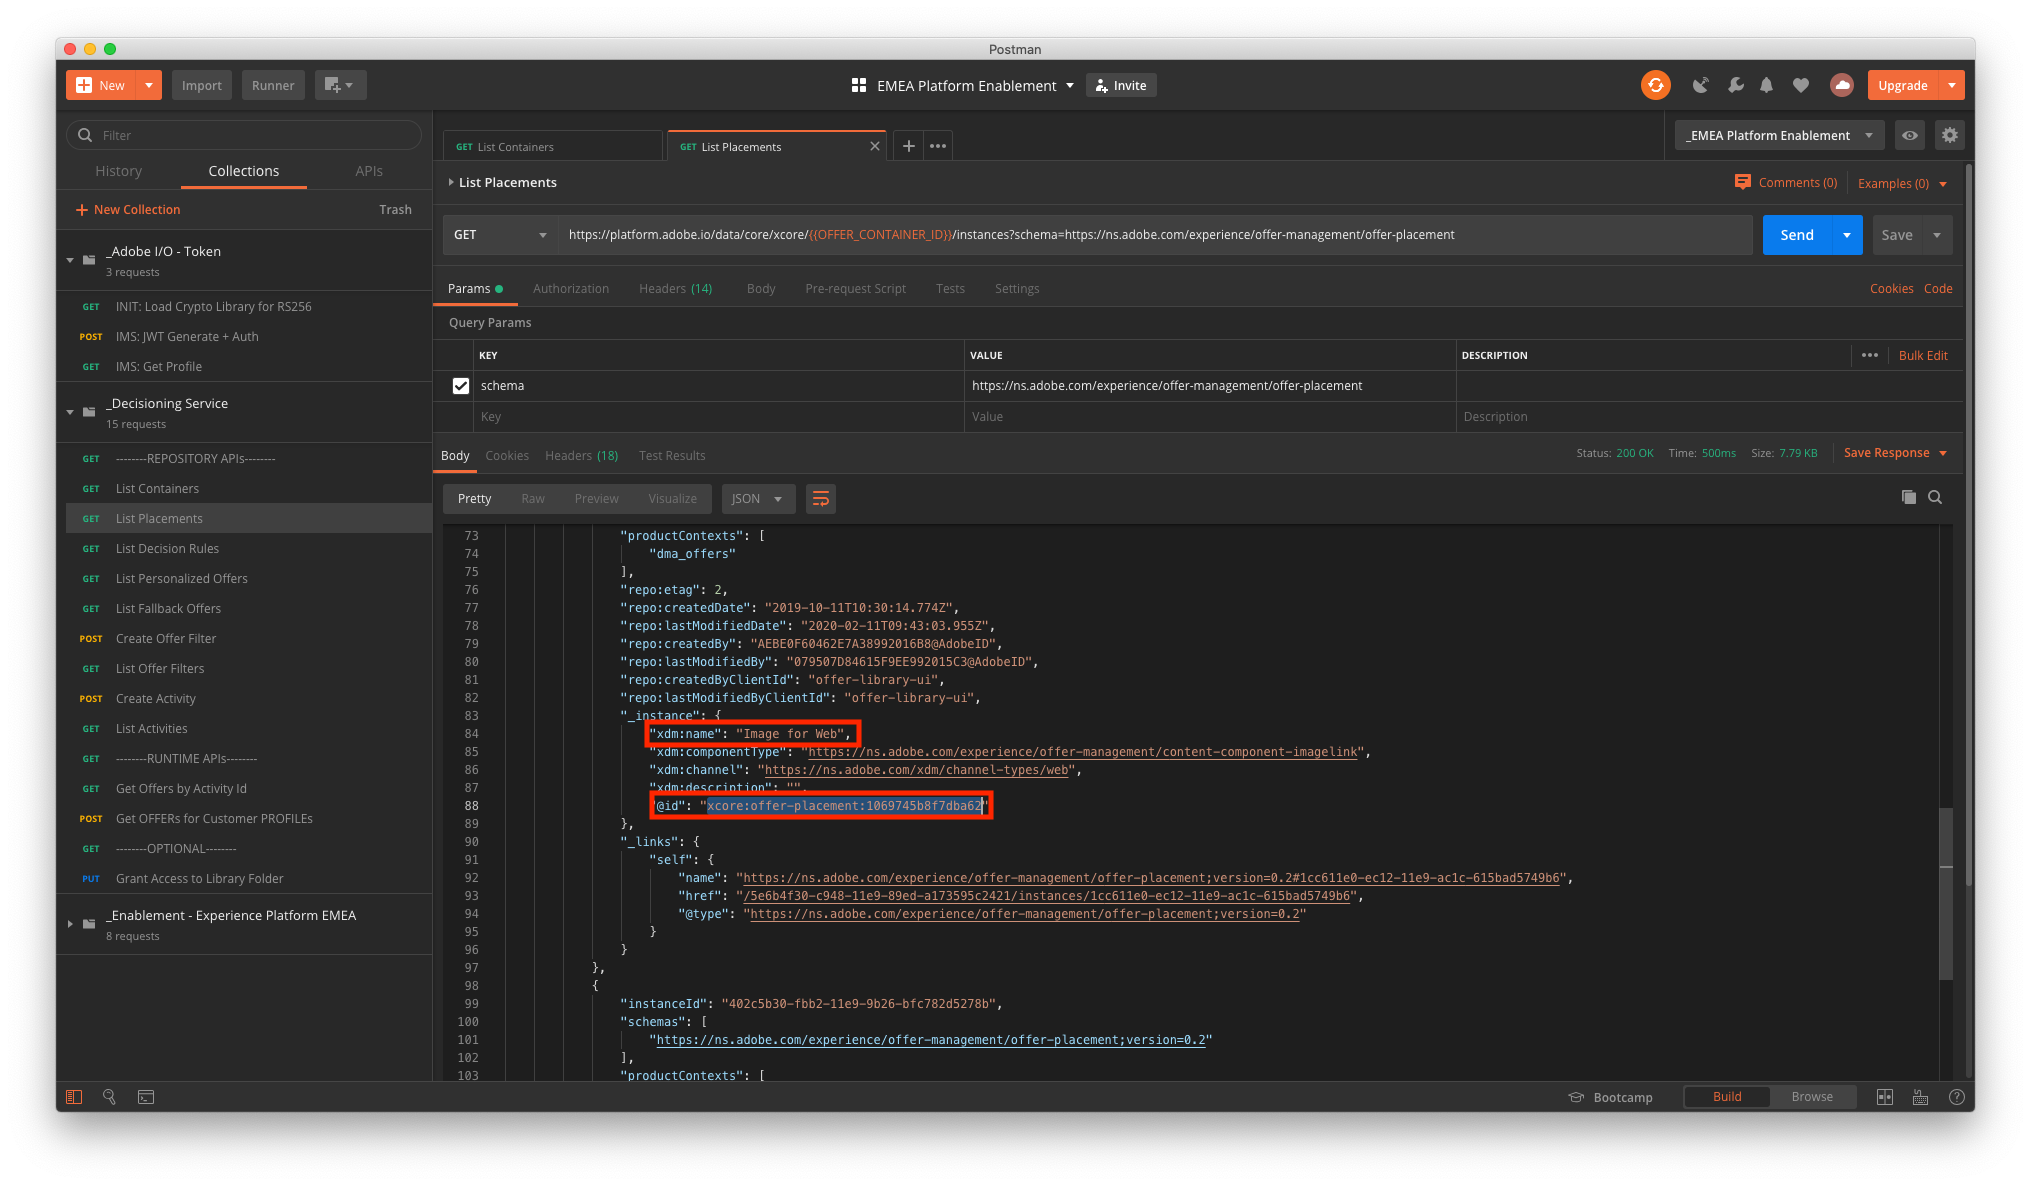 Postman
New
Import
Runner
EMEA Platform Enablement
Invite
Upgrade
Filter
History
Collections
APIs
New Collection
Trash
_Adobe I/O - Token
3 requests
GET INIT: Load Crypto Library for RS256
POST IMS: JWT Generate + Auth
GET IMS: Get Profile
_Decisioning Service
15 requests
GET --------REPOSITORY APIs--------
GET List Containers
GET List Placements
GET List Decision Rules
GET List Personalized Offers
GET List Fallback Offers
POST Create Offer Filter
GET List Offer Filters
POST Create Activity
GET List Activities
GET --------RUNTIME APIs--------
GET Get Offers by Activity Id
POST Get OFFERs for Customer PROFILEs
GET --------OPTIONAL--------
PUT Grant Access to Library Folder
_Enablement - Experience Platform EMEA
8 requests
GET List Containers
GET List Placements
_EMEA Platform Enablement
List Placements
Comments (0)
Examples (0)
GET
https://platform.adobe.io/data/core/xcore/{{OFFER_CONTAINER_ID}}/instances?schema=https://ns.adobe.com/experience/offer-management/offer-placement
Send
Save
Params
Authorization
Headers (14)
Body
Pre-request Script
Tests
Settings
Cookies
Code
Query Params
KEY
VALUE
DESCRIPTION
Bulk Edit
schema
https://ns.adobe.com/experience/offer-management/offer-placement
Key
Value
Description
Body
Cookies
Headers (18)
Test Results
Status: 200 OK
Time: 500ms
Size: 7.79 KB
Save Response
Pretty
Raw
Preview
Visualize
JSON
73 "productContexts": [
74 "dma_offers"
75 ],
76 "repo:etag": 2,
77 "repo:createdDate": "2019-10-11T10:30:14.774Z",
78 "repo:lastModifiedDate": "2020-02-11T09:43:03.955Z",
79 "repo:createdBy": "AEBE0F60462E7A38992016B8@AdobeID",
80 "repo:lastModifiedBy": "079507D84615F9EE992015C3@AdobeID",
81 "repo:createdByClientId": "offer-library-ui",
82 "repo:lastModifiedByClientId": "offer-library-ui",
83 "_instance": {
84 "xdm:name": "Image for Web",
85 "xdm:componentType": "https://ns.adobe.com/experience/offer-management/content-component-imagelink",
86 "xdm:channel": "https://ns.adobe.com/xdm/channel-types/web",
87 "xdm:description": "",
88 "@id": "xcore:offer-placement:1069745b8f7dba62"
89 },
90 "_links": {
91 "self": {
92 "name": "https://ns.adobe.com/experience/offer-management/offer-placement;version=0.2#1cc611e0-ec12-11e9-ac1c-615bad5749b6",
93 "href": "/5e6b4f30-c948-11e9-89ed-a173595c2421/instances/1cc611e0-ec12-11e9-ac1c-615bad5749b6",
94 "@type": "https://ns.adobe.com/experience/offer-management/offer-placement;version=0.2"
95 }
96 }
97 },
98 {
99 "instanceId": "402c5b30-fbb2-11e9-9b26-bfc782d5278b",
100 "schemas": [
101 "https://ns.adobe.com/experience/offer-management/offer-placement;version=0.2"
102 ],
103 "productContexts": [
Bootcamp
Build
Browse